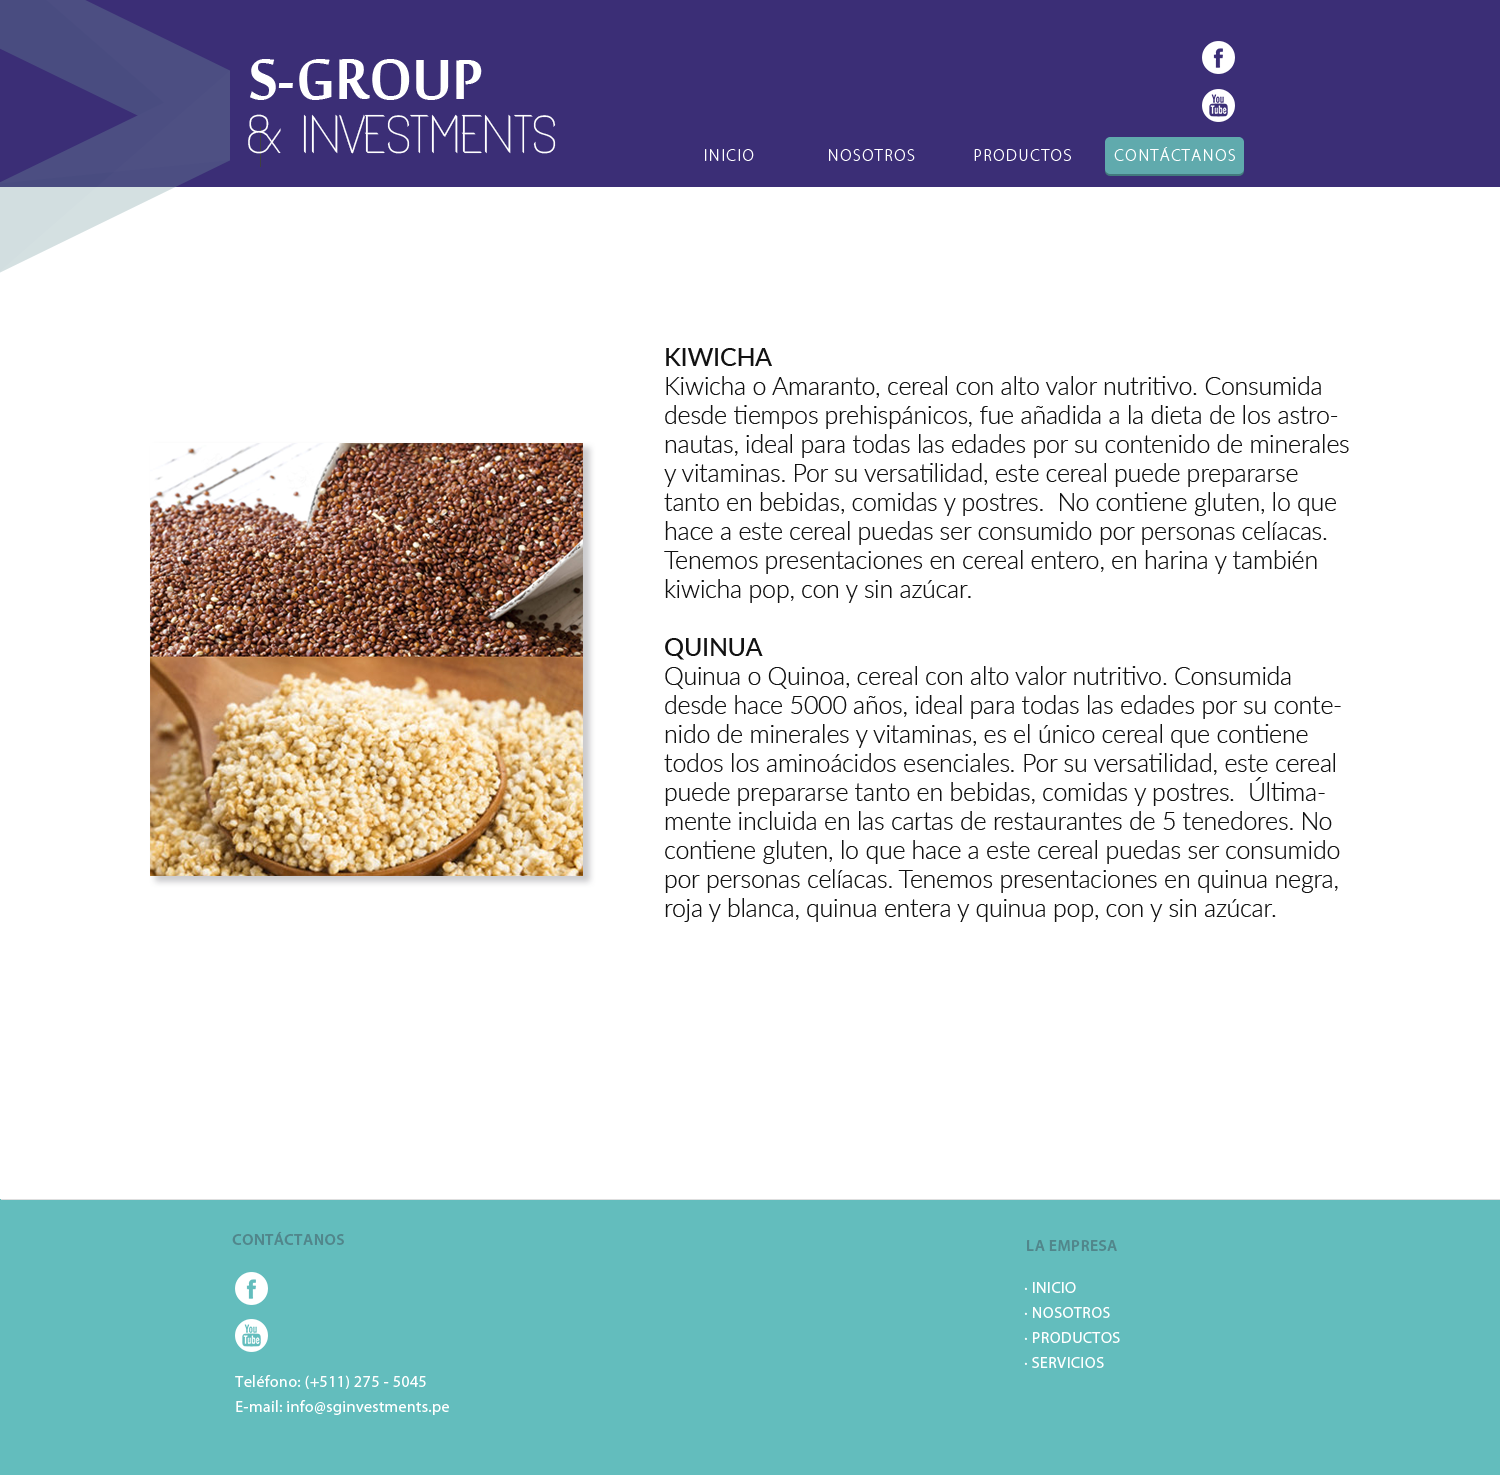 S-GROUP
& INVESTMENTS
f
You
Tube
INICIO NOSOTROS PRODUCTOS CONTÁCTANOS
KIWICHA
Kiwicha o Amaranto, cereal con alto valor nutritivo. Consumida
desde tiempos prehispánicos, fue añadida a la dieta de los astro-
nautas, ideal para todas las edades por su contenido de minerales
y vitaminas. Por su versatilidad, este cereal puede prepararse
tanto en bebidas, comidas y postres.  No contiene gluten, lo que
hace a este cereal puedas ser consumido por personas celíacas.
Tenemos presentaciones en cereal entero, en harina y también
kiwicha pop, con y sin azúcar.
QUINUA
Quinua o Quinoa, cereal con alto valor nutritivo. Consumida
desde hace 5000 años, ideal para todas las edades por su conte-
nido de minerales y vitaminas, es el único cereal que contiene
todos los aminoácidos esenciales. Por su versatilidad, este cereal
puede prepararse tanto en bebidas, comidas y postres.  Última-
mente incluida en las cartas de restaurantes de 5 tenedores. No
contiene gluten, lo que hace a este cereal puedas ser consumido
por personas celíacas. Tenemos presentaciones en quinua negra,
roja y blanca, quinua entera y quinua pop, con y sin azúcar.
CONTÁCTANOS
f
You
Tube
Teléfono: (+511) 275 - 5045
E-mail: info@sginvestments.pe
LA EMPRESA
· INICIO
· NOSOTROS
· PRODUCTOS
· SERVICIOS